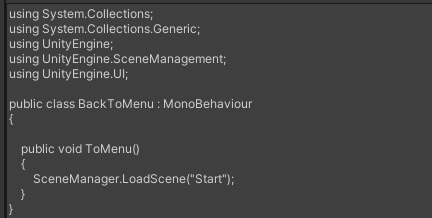 using System.Collections;
using System.Collections.Generic;
using UnityEngine;
using UnityEngine.SceneManagement;
using UnityEngine.UI;
public class BackToMenu : MonoBehaviour
{
public void ToMenu()
{
SceneManager.LoadScene("Start");
}
}